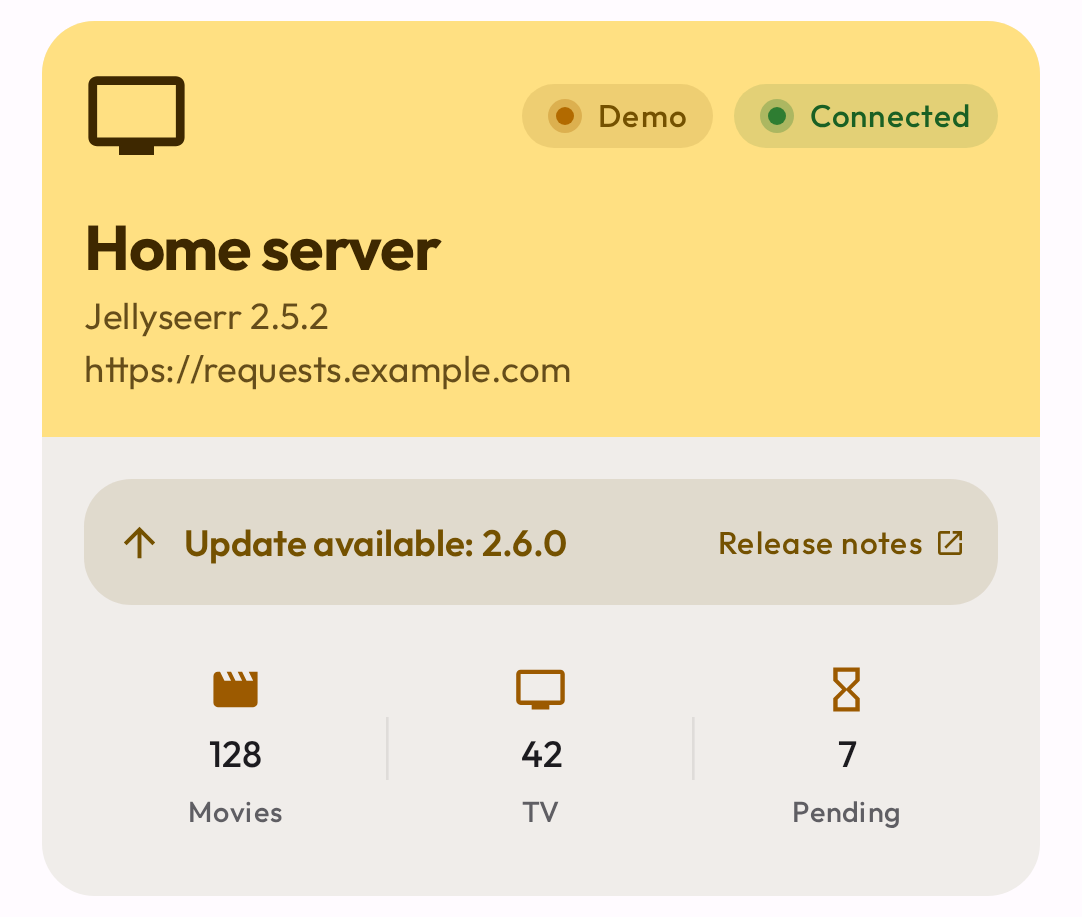 Demo
Connected
Home server
Jellyseerr 2.5.2
https://requests.example.com
Update available: 2.6.0
Release notes
128
42
7
Movies
TV
Pending